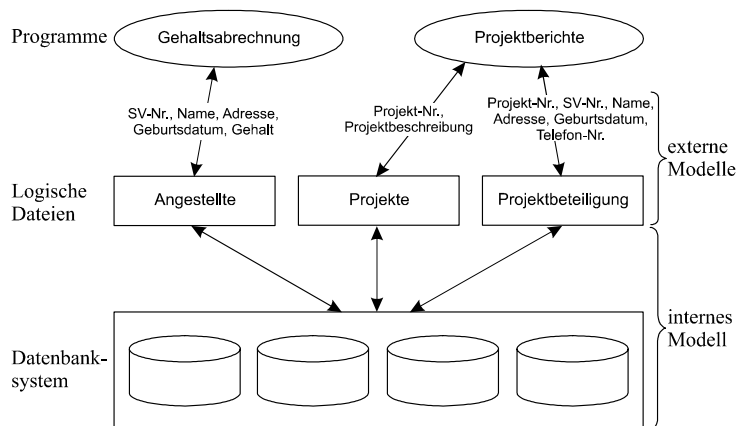 Programme
Gehaltsabrechnung
Projektberichte
SV-Nr., Name, Adresse,
Geburtsdatum, Gehalt
Projekt-Nr.,
Projektbeschreibung
Projekt-Nr., SV-Nr., Name,
Adresse, Geburtsdatum,
Telefon-Nr.
externe
Modelle
Logische
Dateien
Angestellte
Projekte
Projektbeteiligung
internes
Modell
Datenbank-
system